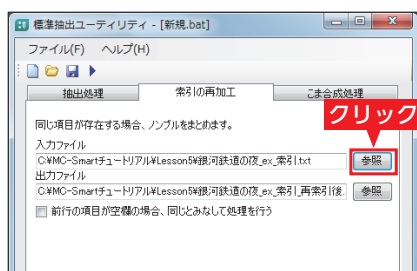 標準抽出ユーティリティ - [新規.bat]
ファイル(F) ヘルプ(H)
抽出処理 索引の再加工 こま合成処理
クリック
同じ項目が存在する場合、ノンブルをまとめます。
入力ファイル
C:¥MC-Smartチュートリアル¥Lesson5¥銀河鉄道の夜_ex_索引.txt 参照
出力ファイル
C:¥MC-Smartチュートリアル¥Lesson5¥銀河鉄道の夜_ex_索引_再索引後. 参照
前行の項目が空欄の場合、同じとみなして処理を行う